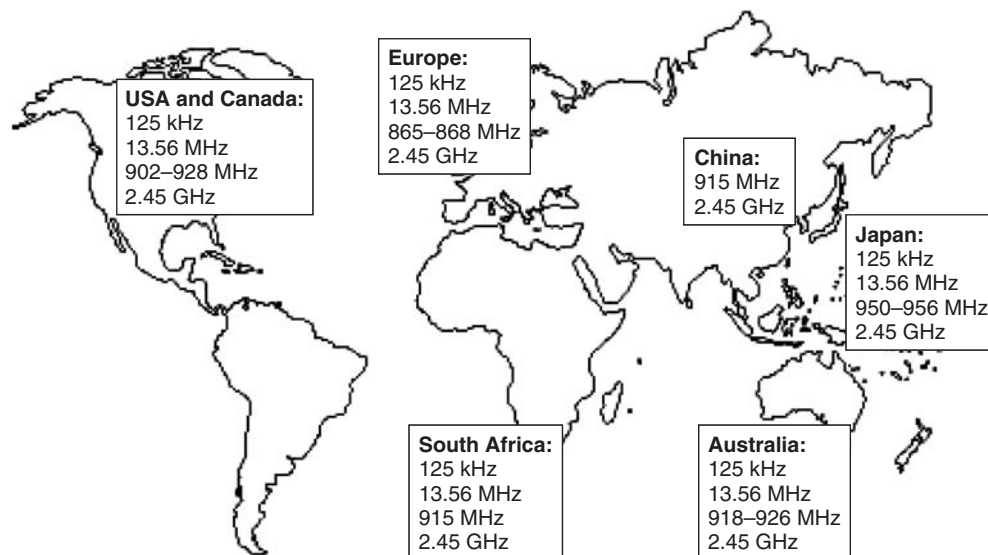 USA and Canada:
125 kHz
13.56 MHz
902–928 MHz
2.45 GHz
Europe:
125 kHz
13.56 MHz
865–868 MHz
2.45 GHz
China:
915 MHz
2.45 GHz
Japan:
125 kHz
13.56 MHz
950–956 MHz
2.45 GHz
South Africa:
125 kHz
13.56 MHz
915 MHz
2.45 GHz
Australia:
125 kHz
13.56 MHz
918–926 MHz
2.45 GHz